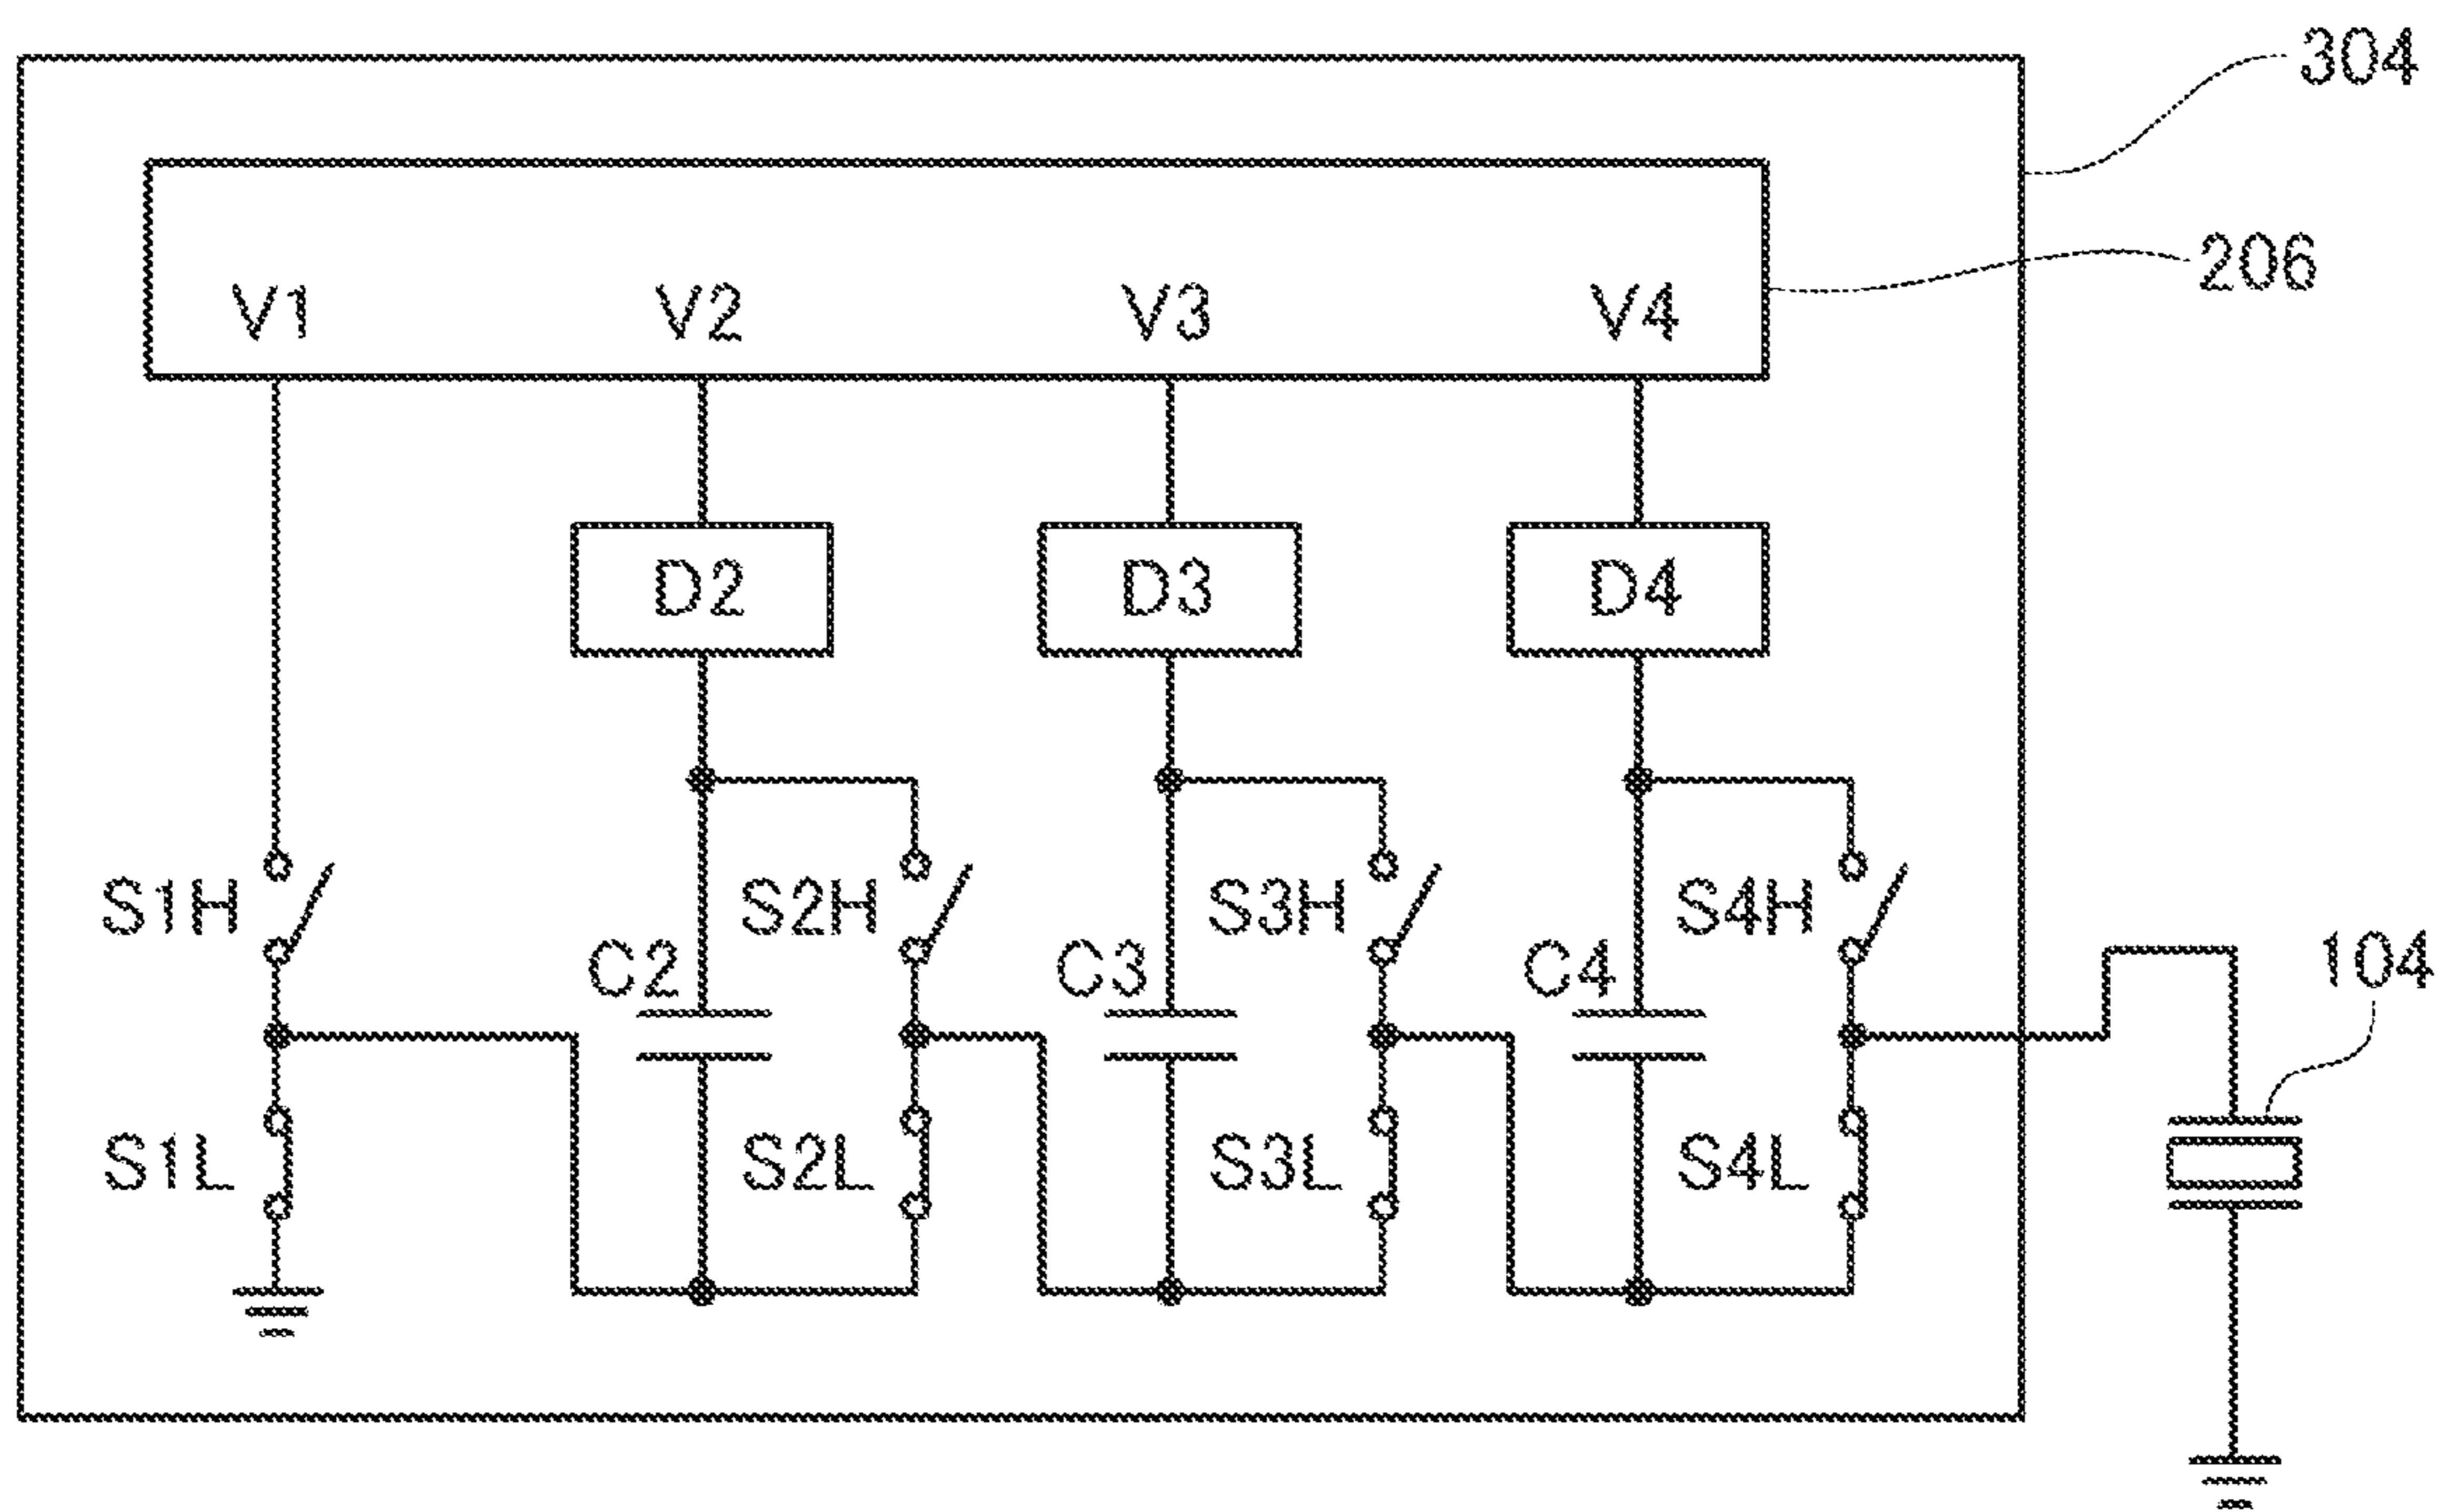 304
206
V1 V2 V3 V4
D2 D3 D4
S1H S2H S3H S4H
C2 C3 C4
104
S1L S2L S3L S4L